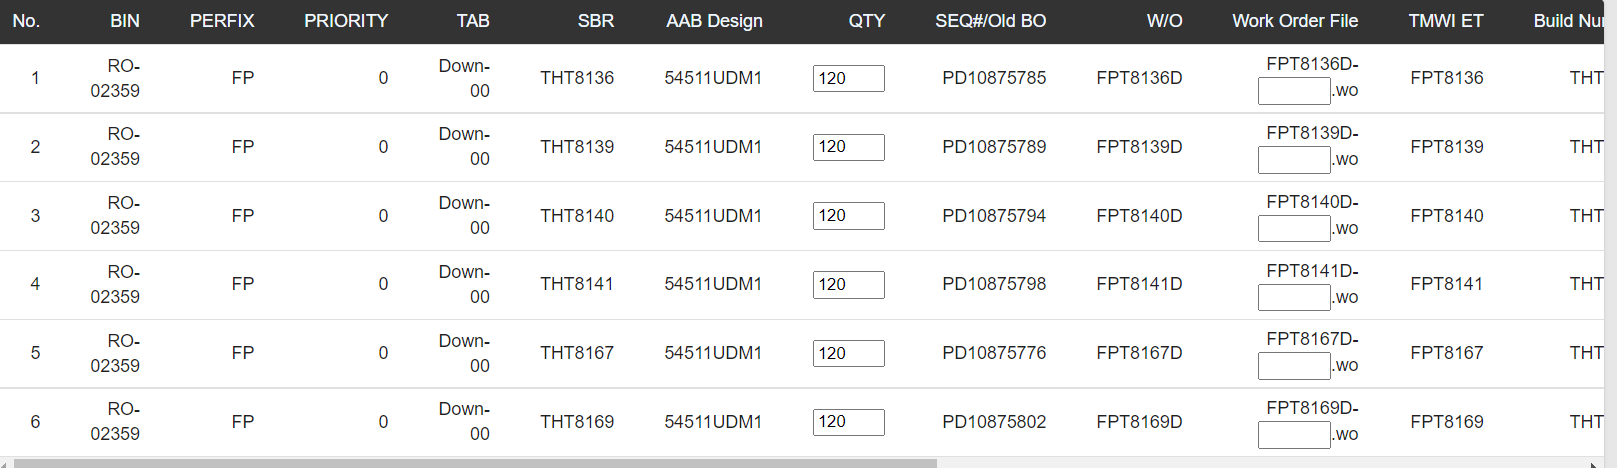 No. BIN PERFIX PRIORITY TAB SBR AAB Design QTY SEQ#/Old BO W/O Work Order File TMWI ET Build Nu
1 RO-02359 FP 0 Down-00 THT8136 54511UDM1 120 PD10875785 FPT8136D FPT8136D- .wo FPT8136 THT
2 RO-02359 FP 0 Down-00 THT8139 54511UDM1 120 PD10875789 FPT8139D FPT8139D- .wo FPT8139 THT
3 RO-02359 FP 0 Down-00 THT8140 54511UDM1 120 PD10875794 FPT8140D FPT8140D- .wo FPT8140 THT
4 RO-02359 FP 0 Down-00 THT8141 54511UDM1 120 PD10875798 FPT8141D FPT8141D- .wo FPT8141 THT
5 RO-02359 FP 0 Down-00 THT8167 54511UDM1 120 PD10875776 FPT8167D FPT8167D- .wo FPT8167 THT
6 RO-02359 FP 0 Down-00 THT8169 54511UDM1 120 PD10875802 FPT8169D FPT8169D- .wo FPT8169 THT